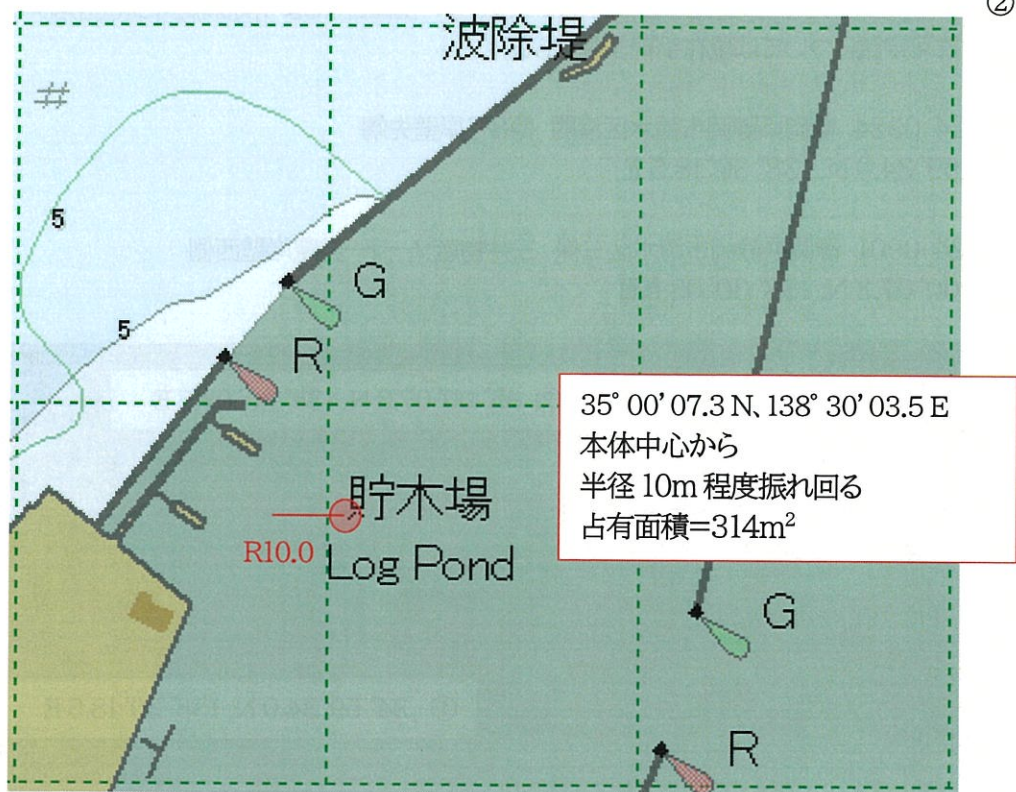 ②
波除堤
5
G
5
R
35° 00’ 07.3 N、138° 30’ 03.5 E
本体中心から
半径 10m 程度振れ回る
占有面積=314m²
貯木場
R10.0
Log Pond
G
R